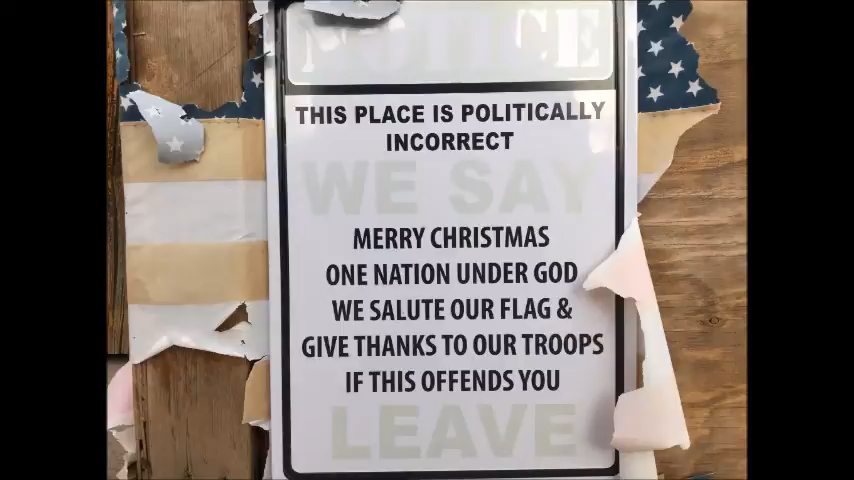 NOTICE
THIS PLACE IS POLITICALLY
INCORRECT
WE SAY
MERRY CHRISTMAS
ONE NATION UNDER GOD
WE SALUTE OUR FLAG &
GIVE THANKS TO OUR TROOPS
IF THIS OFFENDS YOU
LEAVE